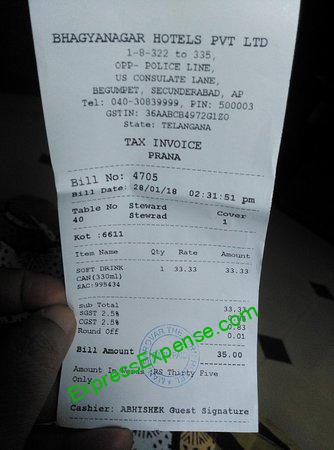 BHAGYANAGAR HOTELS PVT LTD
1-8-322 to 335,
OPP- POLICE LINE,
US CONSULATE LANE,
BEGUMPET, SECUNDERABAD, AP
Tel: 040-30839999, PIN: 500003
GSTIN: 36AABCB4972G1Z0
State: TELANGANA
TAX INVOICE
PRANA
Bill No: 4705
Bill Date: 28/01/18 02:31:51 pm
Table No Steward Cover
40 Stewrad 1
Kot :6611
Item Name Qty Rate Amount
SOFT DRINK 1 33.33 33.33
CAN(330ml)
SAC:995434
Sub Total 33.33
SGST 2.5%
CGST 2.5% 0.83
Round Off 0.01
Bill Amount 35.00
Amount In :RS Thirty Five
Only
Cashier: ABHISHEK Guest Signature
ExpressExpense.com